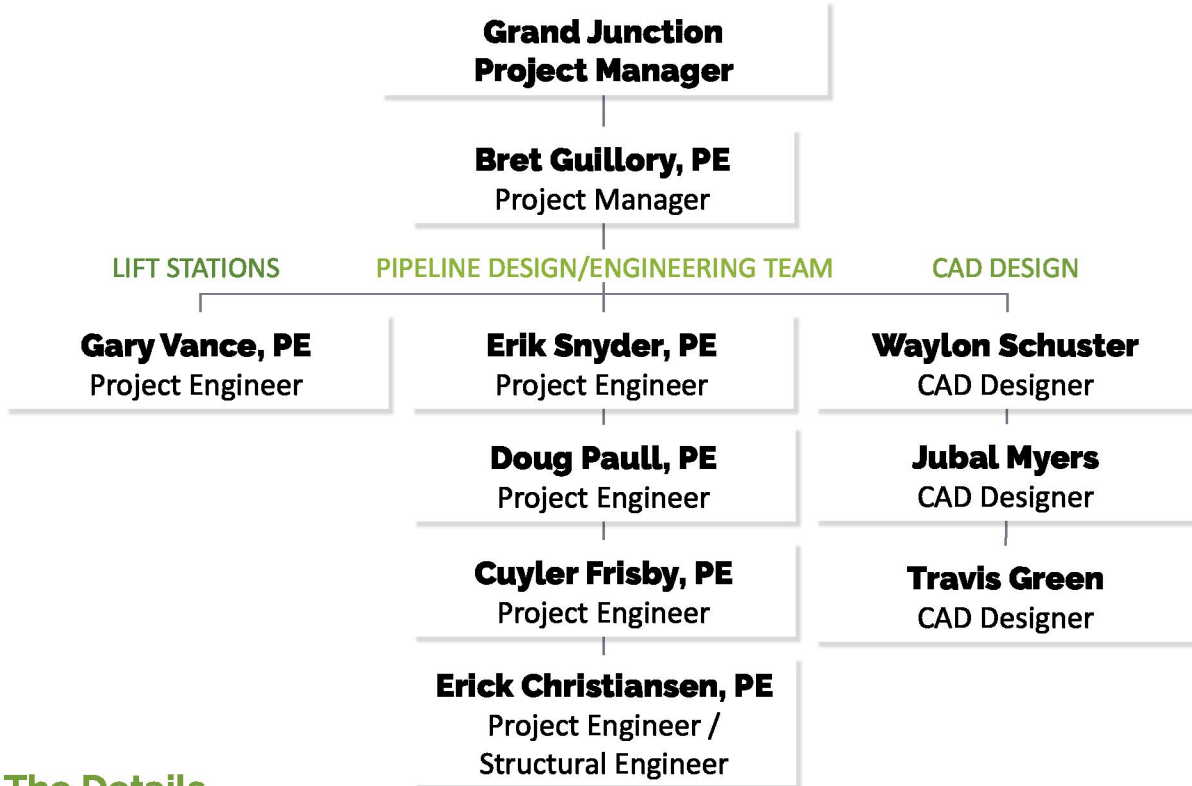 Grand Junction
Project Manager
Bret Guillory, PE
Project Manager
LIFT STATIONS
PIPELINE DESIGN/ENGINEERING TEAM
CAD DESIGN
Gary Vance, PE
Project Engineer
Erik Snyder, PE
Project Engineer
Waylon Schuster
CAD Designer
Doug Paull, PE
Project Engineer
Jubal Myers
CAD Designer
Cuyler Frisby, PE
Project Engineer
Travis Green
CAD Designer
Erick Christiansen, PE
Project Engineer /
Structural Engineer
The Details